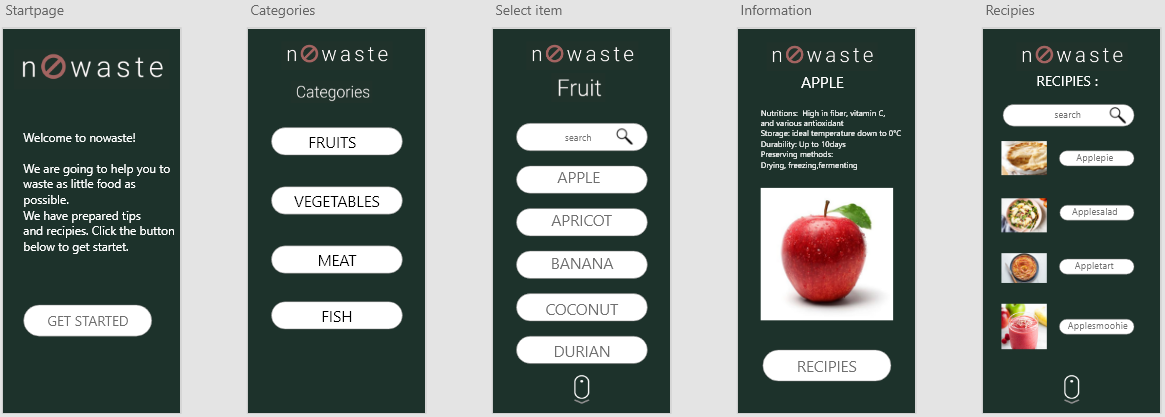 Startpage
nowaste
Welcome to nowaste!
We are going to help you to
waste as little food as
possible.
We have prepared tips
and recipies. Click the button
below to get startet.
GET STARTED
Categories
nowaste
Categories
FRUITS
VEGETABLES
MEAT
FISH
Select item
nowaste
Fruit
search
APPLE
APRICOT
BANANA
COCONUT
DURIAN
Information
nowaste
APPLE
Nutritions: High in fiber, vitamin C,
and various antioxidant
Storage: ideal temperature down to 0°C
Durability: Up to 10days
Preserving methods:
Drying, freezing,fermenting
RECIPIES
Recipies
nowaste
RECIPIES :
search
Applepie
Applesalad
Appletart
Applesmoohie